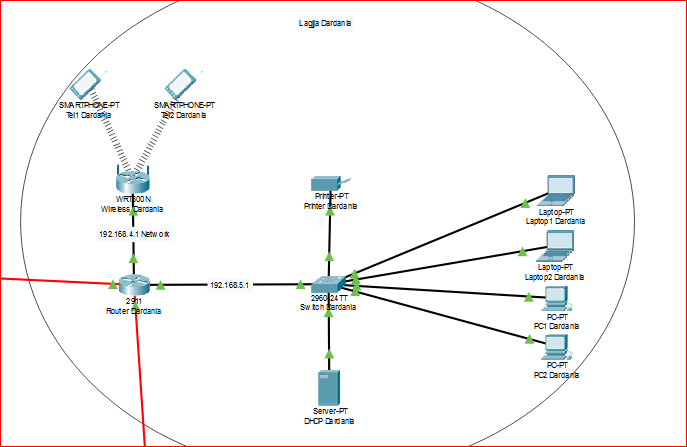 Lagjja Dardania
SMARTPHONE-PT
Tel1 Dardania
SMARTPHONE-PT
Tel2 Dardania
WRT300N
Wireless Dardania
192.168.4.1 Network
2911
Router Dardania
192.168.5.1
Printer-PT
Printer Dardania
2960-24TT
Switch Dardania
Server-PT
DHCP Dardania
Laptop-PT
Laptop1 Dardania
Laptop-PT
Laptop2 Dardania
PC-PT
PC1 Dardania
PC-PT
PC2 Dardania